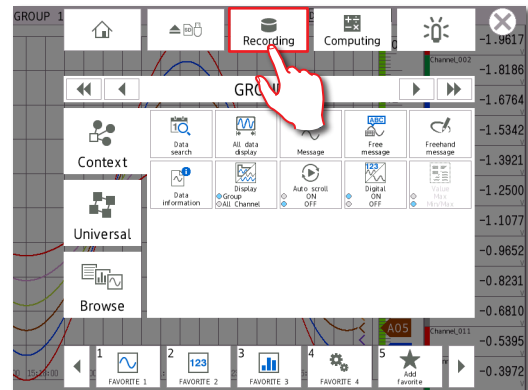 GROUP 1
SD
Recording
Computing
-1.9617
Channel_002
-1.8186
GROU
-1.6764
Context
Data
search
All data
display
Message
ABC
Free
message
Freehand
message
-1.5342
-1.3921
Data
information
Display
Group
All Channel
Auto scroll
ON
OFF
123
Digital
ON
OFF
Value
Max
Min/Max
-1.2500
Universal
-1.1077
-0.9652
Browse
-0.8231
-0.6810
A05
Channel_011
-0.5395
1
FAVORITE 1
2
123
FAVORITE 2
3
FAVORITE 3
4
FAVORITE 4
5
Add
favorite
-0.3972